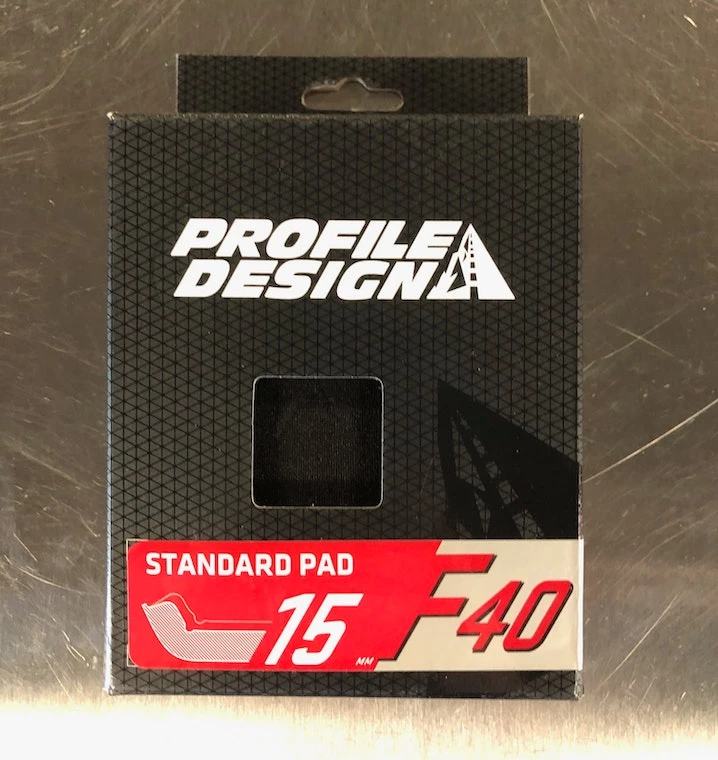 PROFILE
DESIGN
STANDARD PAD
15 MM
F40